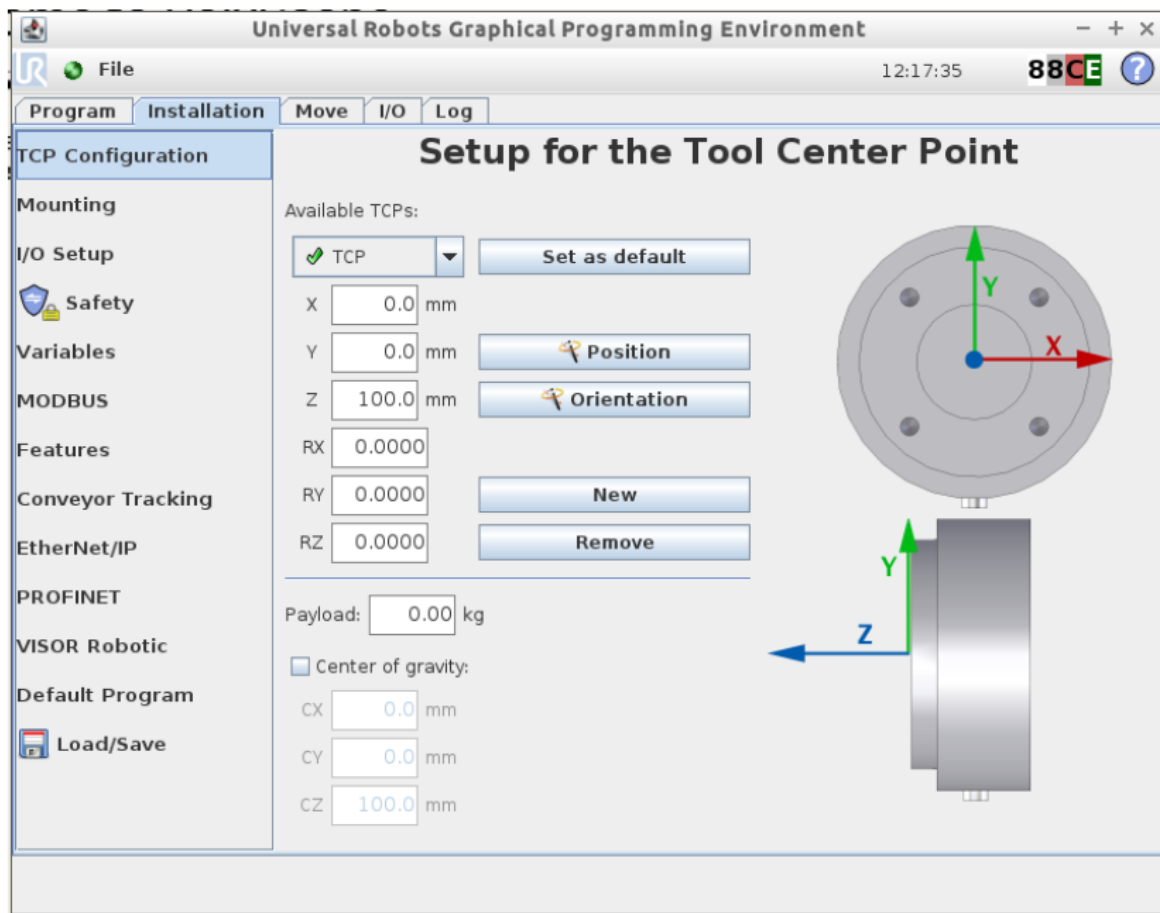 Universal Robots Graphical Programming Environment
UR File 12:17:35 88CE ?
Program Installation Move I/O Log
TCP Configuration
Mounting
I/O Setup
Safety
Variables
MODBUS
Features
Conveyor Tracking
EtherNet/IP
PROFINET
VISOR Robotic
Default Program
Load/Save
Setup for the Tool Center Point
Available TCPs:
TCP Set as default
X 0.0 mm
Y 0.0 mm Position
Z 100.0 mm Orientation
RX 0.0000
RY 0.0000 New
RZ 0.0000 Remove
Payload: 0.00 kg
Center of gravity:
CX 0.0 mm
CY 0.0 mm
CZ 100.0 mm
Y
X
Y
Z